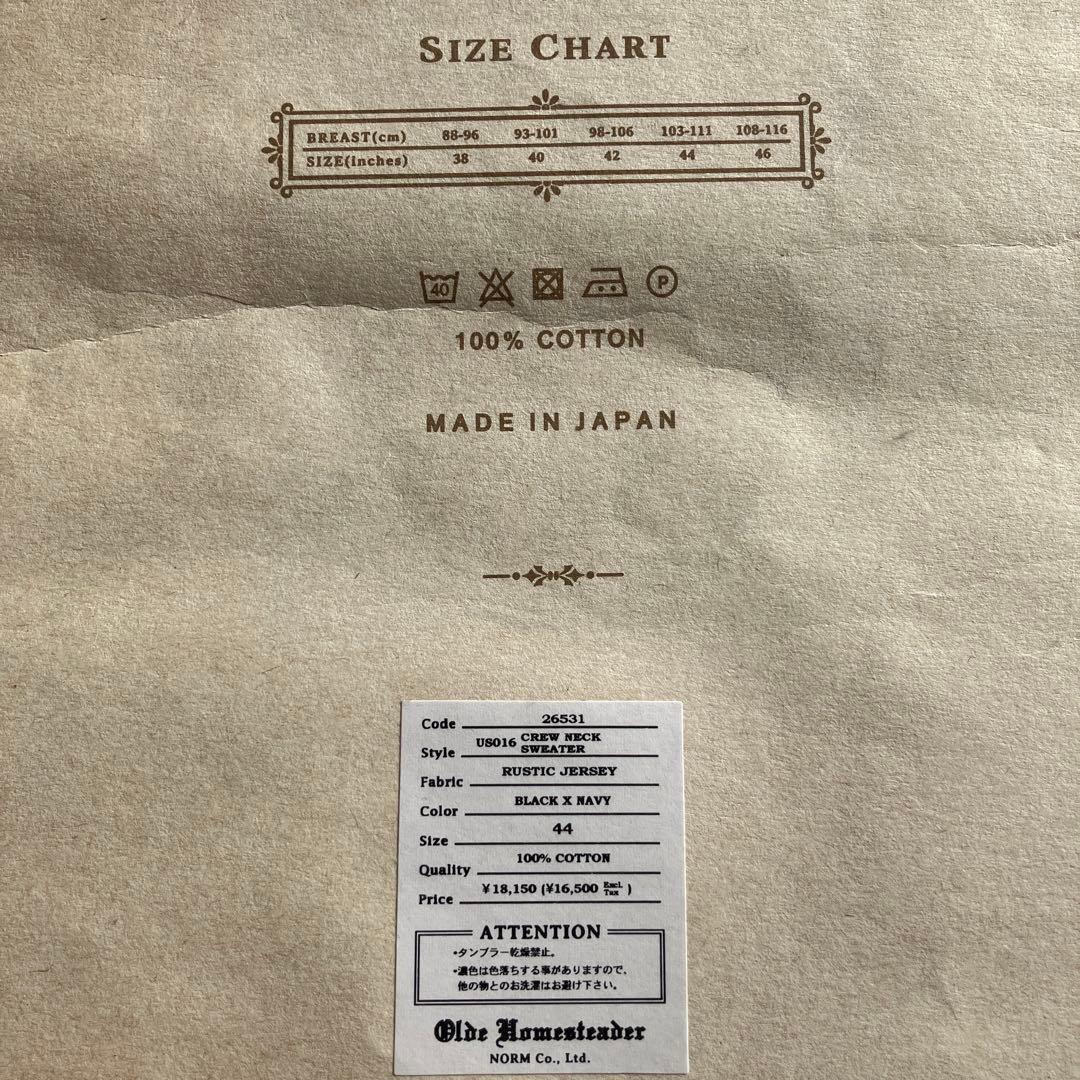 SIZE CHART
BREAST(cm) 88-96 93-101 98-106 103-111 108-116
SIZE(inches) 38 40 42 44 46
40 P
100% COTTON
MADE IN JAPAN
Code 26531
Style US016 CREW NECK SWEATER
Fabric RUSTIC JERSEY
Color BLACK X NAVY
Size 44
Quality 100% COTTON
Price ¥18,150 (¥16,500 Excl. Tax )
ATTENTION
・タンブラー乾燥禁止。
・濃色は色落ちする事がありますので、
他の物とのお洗濯はお避け下さい。
Olde Homesteader
NORM Co., Ltd.